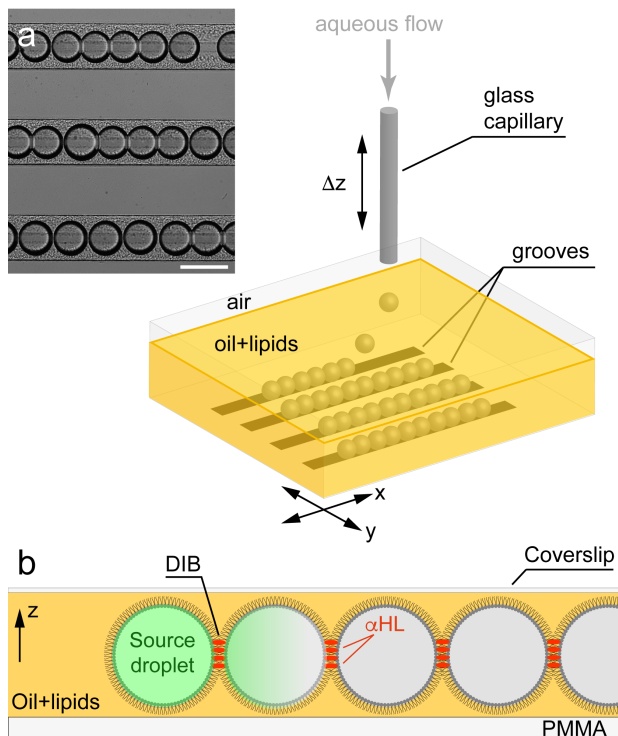 a
aqueous flow
glass
capillary
Δz
grooves
air
oil+lipids
x
y
b
DIB
Coverslip
z
αHL
Source
droplet
Oil+lipids
PMMA